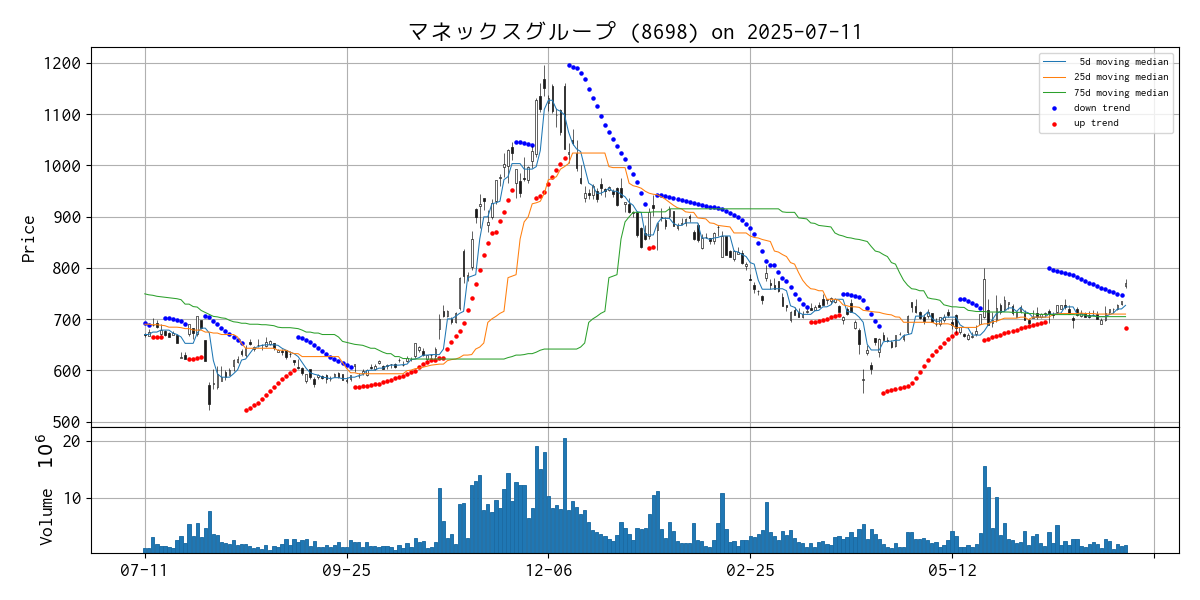 マネックスグループ (8698) on 2025-07-11
5d moving median
25d moving median
75d moving median
down trend
up trend
Price
1200
1100
1000
900
800
700
600
500
Volume 10^6
20
10
07-11
09-25
12-06
02-25
05-12